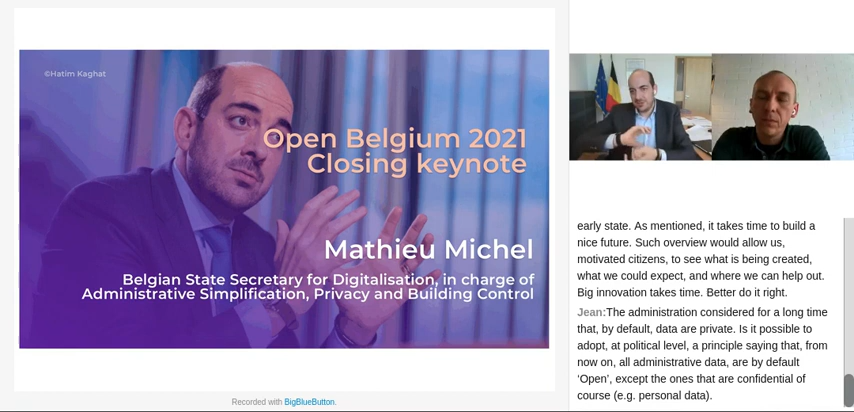 ©Hatim Kaghat
Open Belgium 2021
Closing keynote
Mathieu Michel
Belgian State Secretary for Digitalisation, in charge of
Administrative Simplification, Privacy and Building Control
Recorded with BigBlueButton.
early state. As mentioned, it takes time to build a
nice future. Such overview would allow us,
motivated citizens, to see what is being created,
what we could expect, and where we can help out.
Big innovation takes time. Better do it right.
Jean:The administration considered for a long time
that, by default, data are private. Is it possible to
adopt, at political level, a principle saying that, from
now on, all administrative data, are by default
‘Open’, except the ones that are confidential of
course (e.g. personal data).